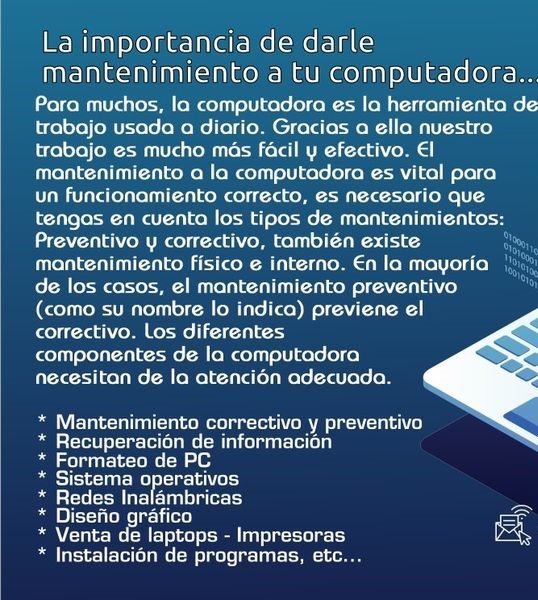 La importancia de darle
mantenimiento a tu computadora...
Para muchos, la computadora es la herramienta de
trabajo usada a diario. Gracias a ella nuestro
trabajo es mucho más fácil y efectivo. El
mantenimiento a la computadora es vital para
un funcionamiento correcto, es necesario que
tengas en cuenta los tipos de mantenimientos:
Preventivo y correctivo, también existe
mantenimiento físico e interno. En la mayoría
de los casos, el mantenimiento preventivo
(como su nombre lo indica) previene el
correctivo. Los diferentes
componentes de la computadora
necesitan de la atención adecuada.
* Mantenimiento correctivo y preventivo
* Recuperación de información
* Formateo de PC
* Sistema operativos
* Redes Inalámbricas
* Diseño gráfico
* Venta de laptops - Impresoras
* Instalación de programas, etc...